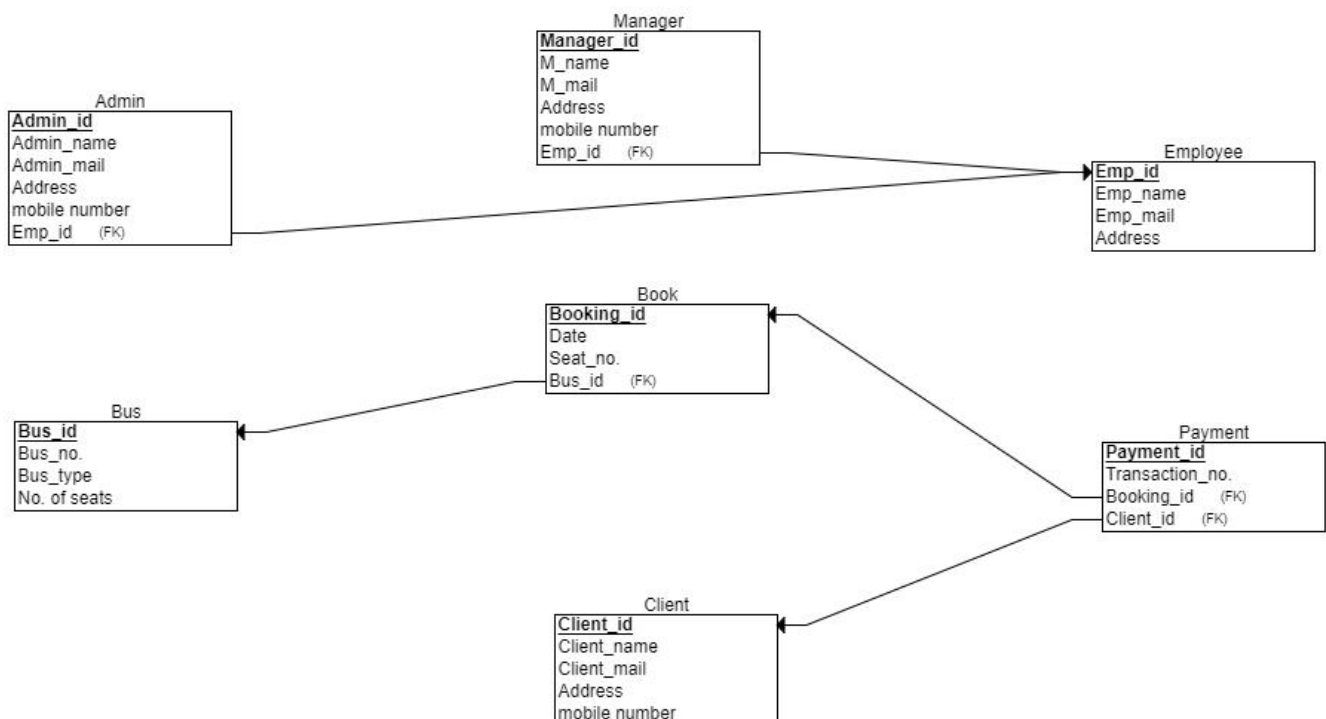 Manager
Manager_id
M_name
M_mail
Address
mobile number
Emp_id (FK)
Admin
Admin_id
Admin_name
Admin_mail
Address
mobile number
Emp_id (FK)
Employee
Emp_id
Emp_name
Emp_mail
Address
Book
Booking_id
Date
Seat_no.
Bus_id (FK)
Bus
Bus_id
Bus_no.
Bus_type
No. of seats
Payment
Payment_id
Transaction_no.
Booking_id (FK)
Client_id (FK)
Client
Client_id
Client_name
Client_mail
Address
mobile number